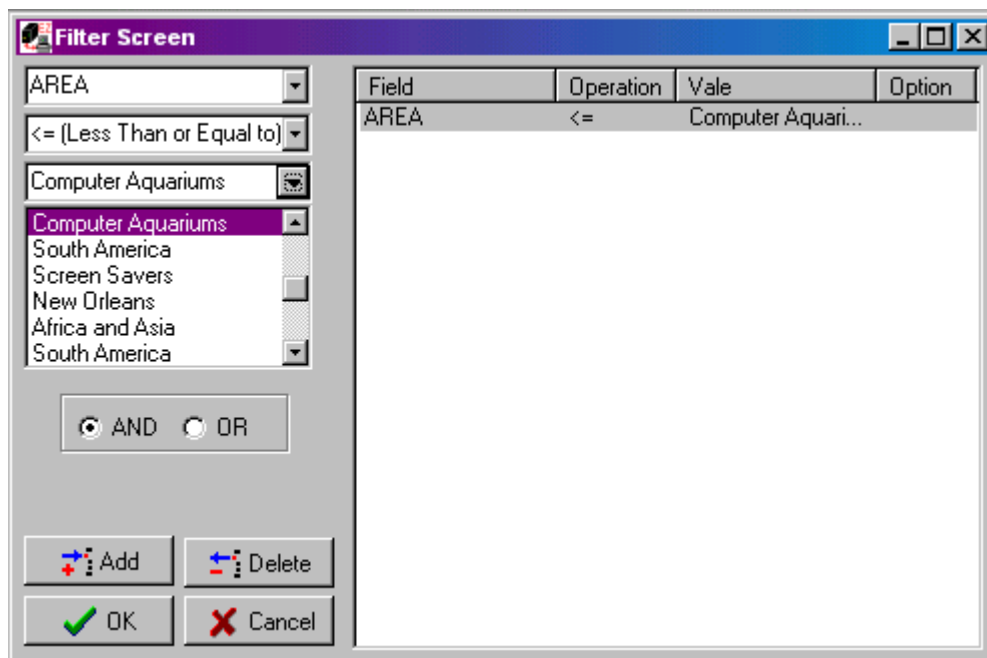 Filter Screen
AREA
<= (Less Than or Equal to)
Computer Aquariums
Computer Aquariums
South America
Screen Savers
New Orleans
Africa and Asia
South America
AND OR
Add Delete
OK Cancel
Field Operation Vale Option
AREA <= Computer Aquari...